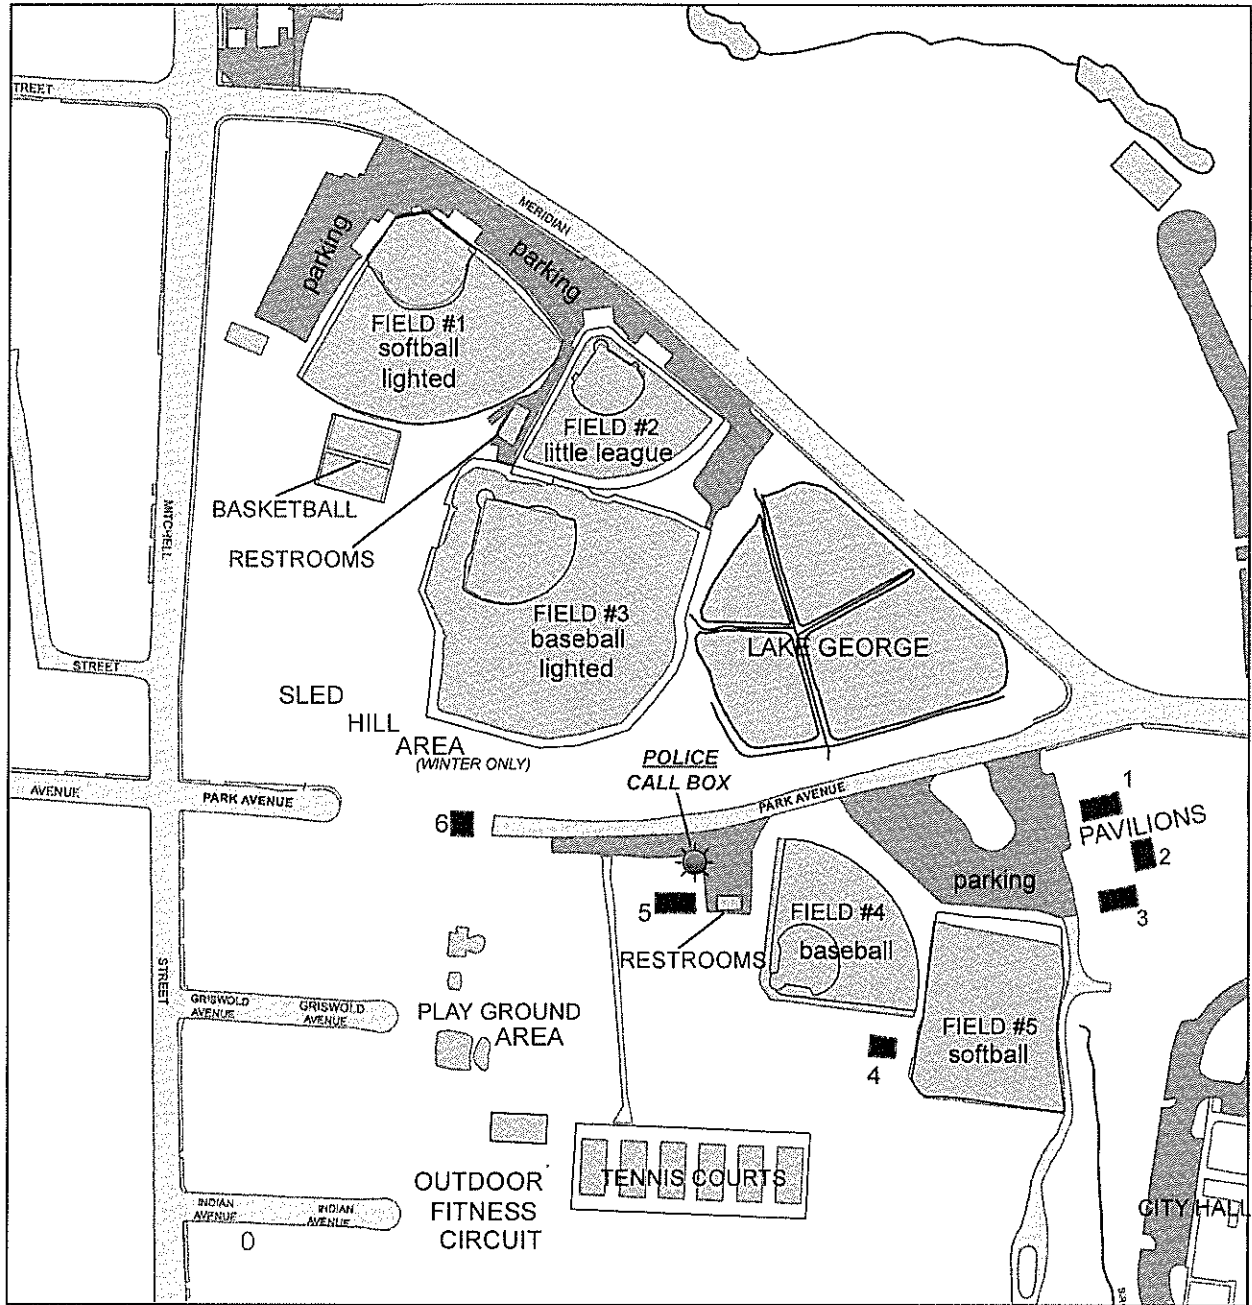 TREET
MERIDIAN
parking
parking
FIELD #1
softball
lighted
FIELD #2
little league
BASKETBALL
RESTROOMS
MITCHELL
FIELD #3
baseball
lighted
LAKE GEORGE
STREET
SLED
HILL
AREA
(WINTER ONLY)
POLICE
CALL BOX
AVENUE
PARK AVENUE
PARK AVENUE
1
PAVILIONS
2
3
6
parking
5
FIELD #4
baseball
RESTROOMS
STREET
GRISWOLD
AVENUE
GRISWOLD
AVENUE
PLAY GROUND
AREA
FIELD #5
softball
4
OUTDOOR
FITNESS
CIRCUIT
TENNIS COURTS
INDIAN
AVENUE
INDIAN
AVENUE
0
CITY HALL